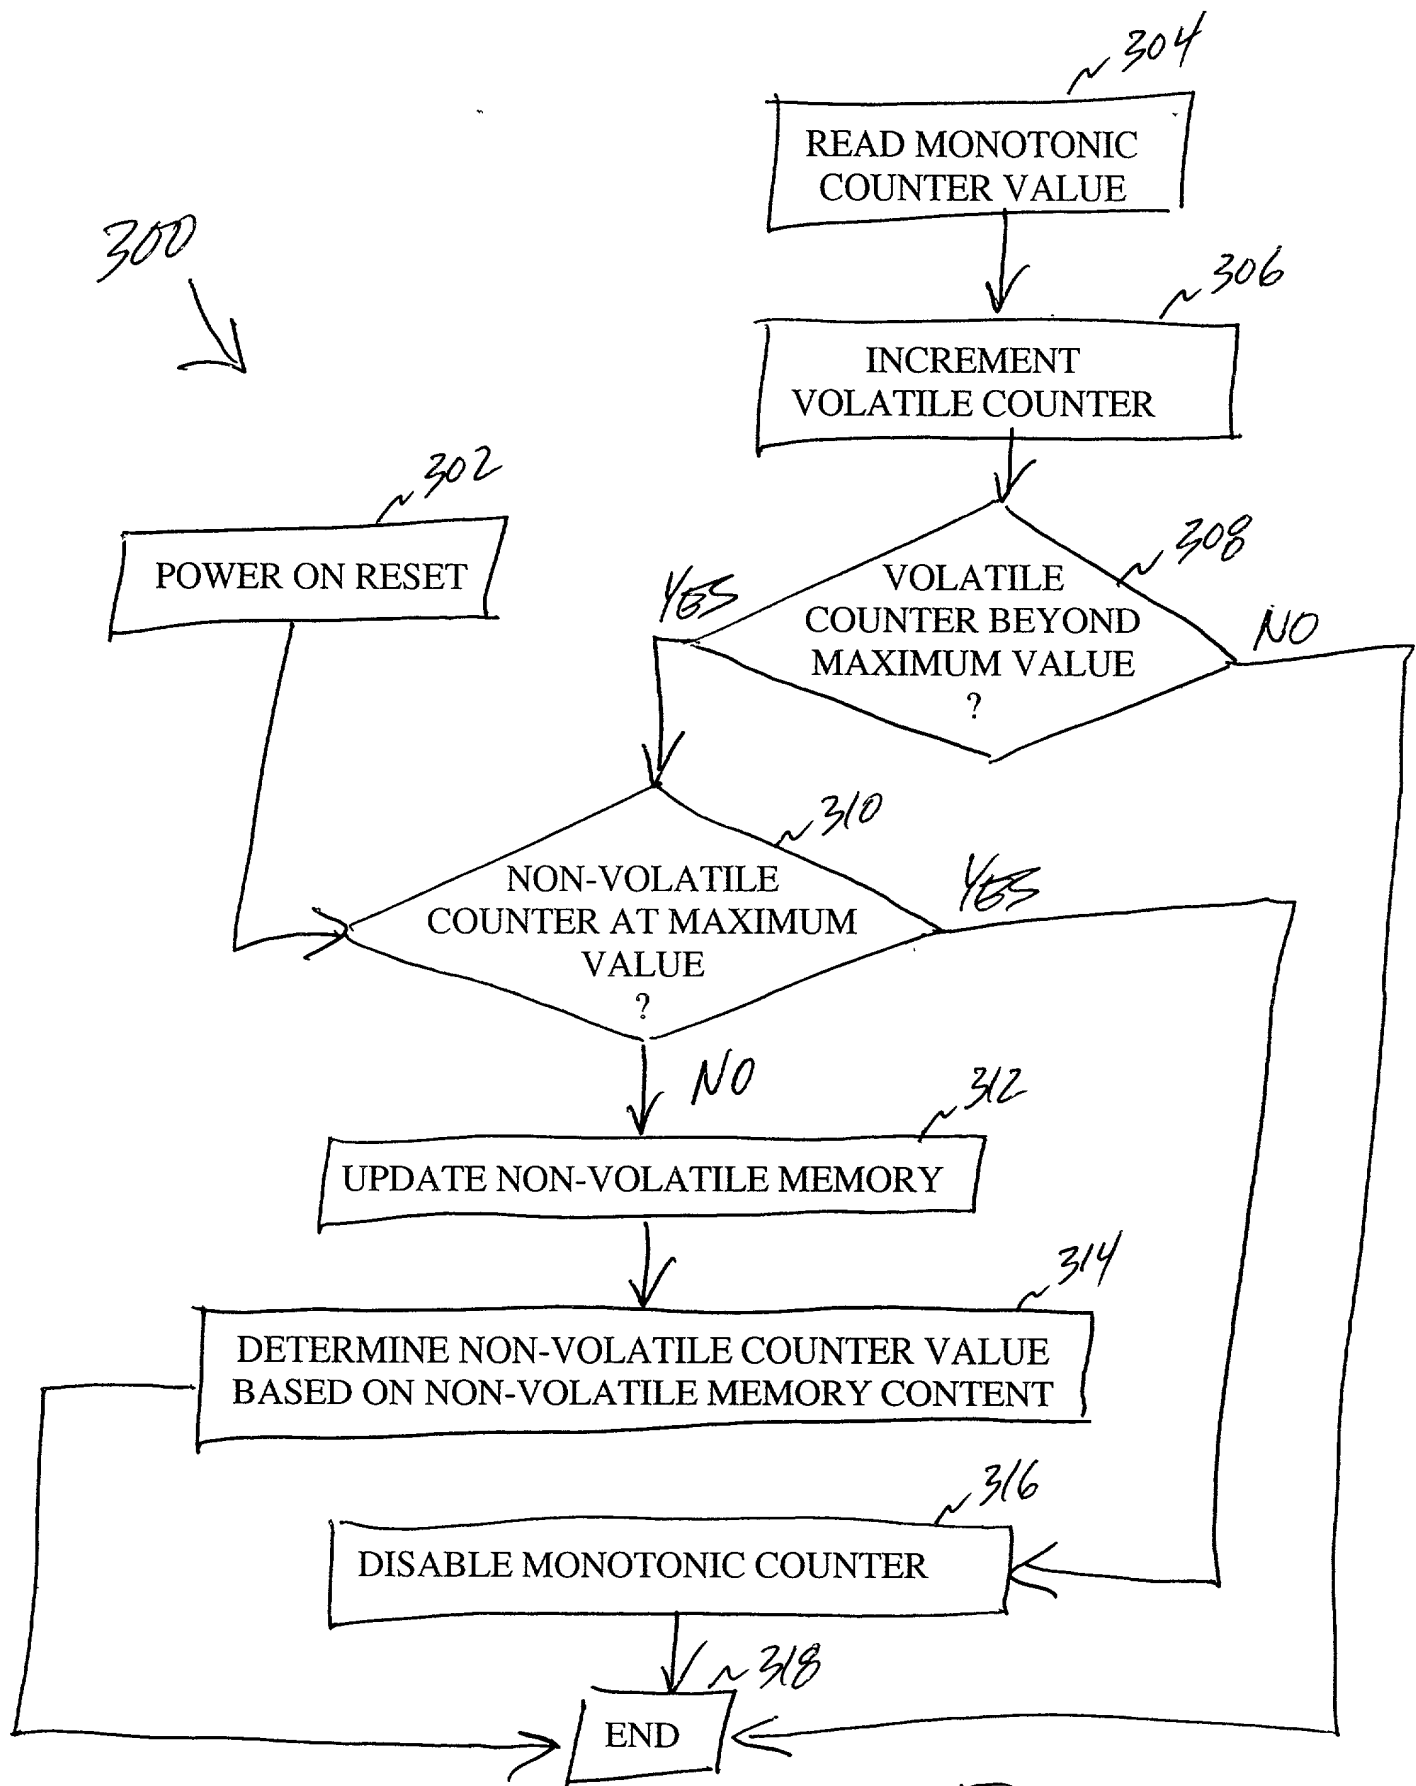 304
READ MONOTONIC
COUNTER VALUE
300
306
INCREMENT
VOLATILE COUNTER
302
POWER ON RESET
308
VOLATILE
COUNTER BEYOND
MAXIMUM VALUE
?
YES
NO
310
NON-VOLATILE
COUNTER AT MAXIMUM
VALUE
?
YES
NO
312
UPDATE NON-VOLATILE MEMORY
314
DETERMINE NON-VOLATILE COUNTER VALUE
BASED ON NON-VOLATILE MEMORY CONTENT
316
DISABLE MONOTONIC COUNTER
318
END